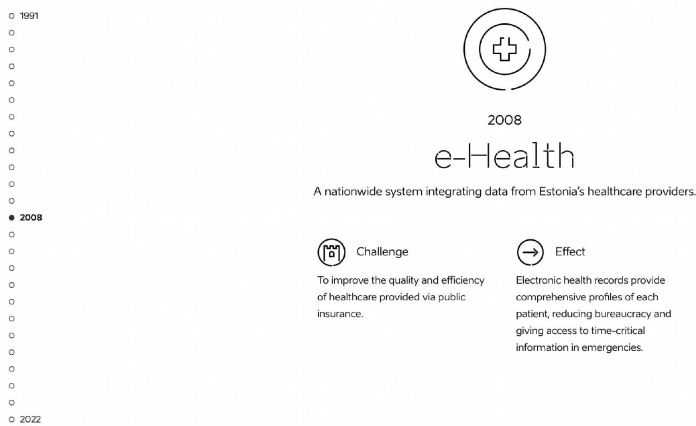 1991
2008
2022
2008
e-Health
A nationwide system integrating data from Estonia's healthcare providers.
Challenge
To improve the quality and efficiency
of healthcare provided via public
insurance.
Effect
Electronic health records provide
comprehensive profiles of each
patient, reducing bureaucracy and
giving access to time-critical
information in emergencies.